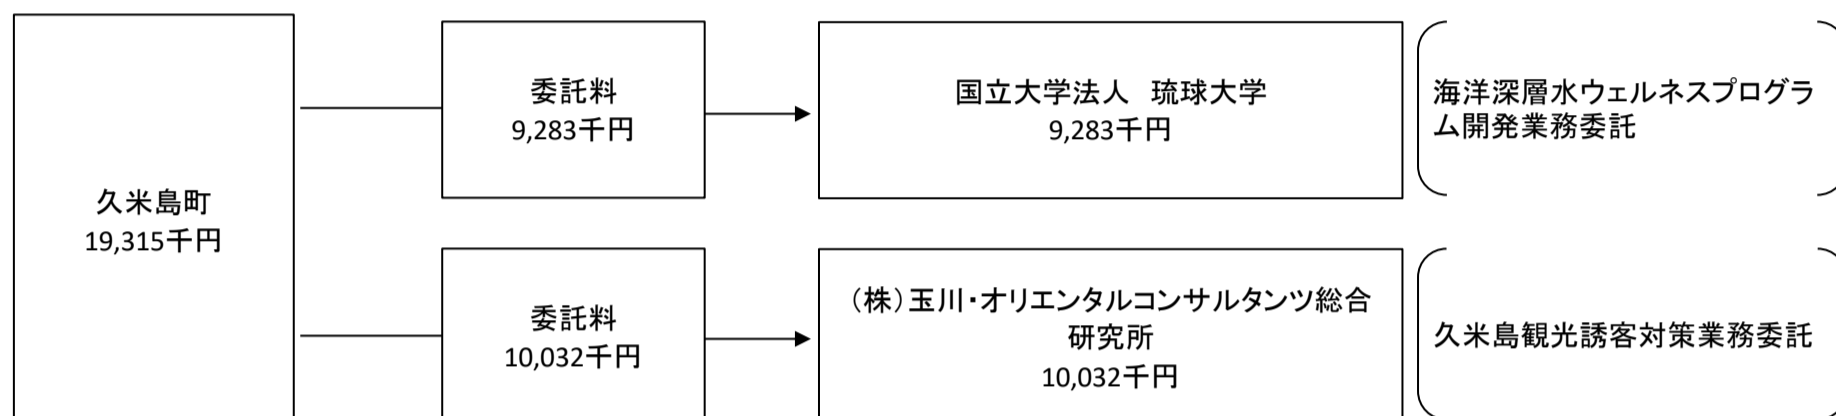 久米島町
19,315千円
委託料
9,283千円
国立大学法人　琉球大学
9,283千円
海洋深層水ウェルネスプログラ
ム開発業務委託
委託料
10,032千円
（株）玉川・オリエンタルコンサルタンツ総合
研究所
10,032千円
久米島観光誘客対策業務委託